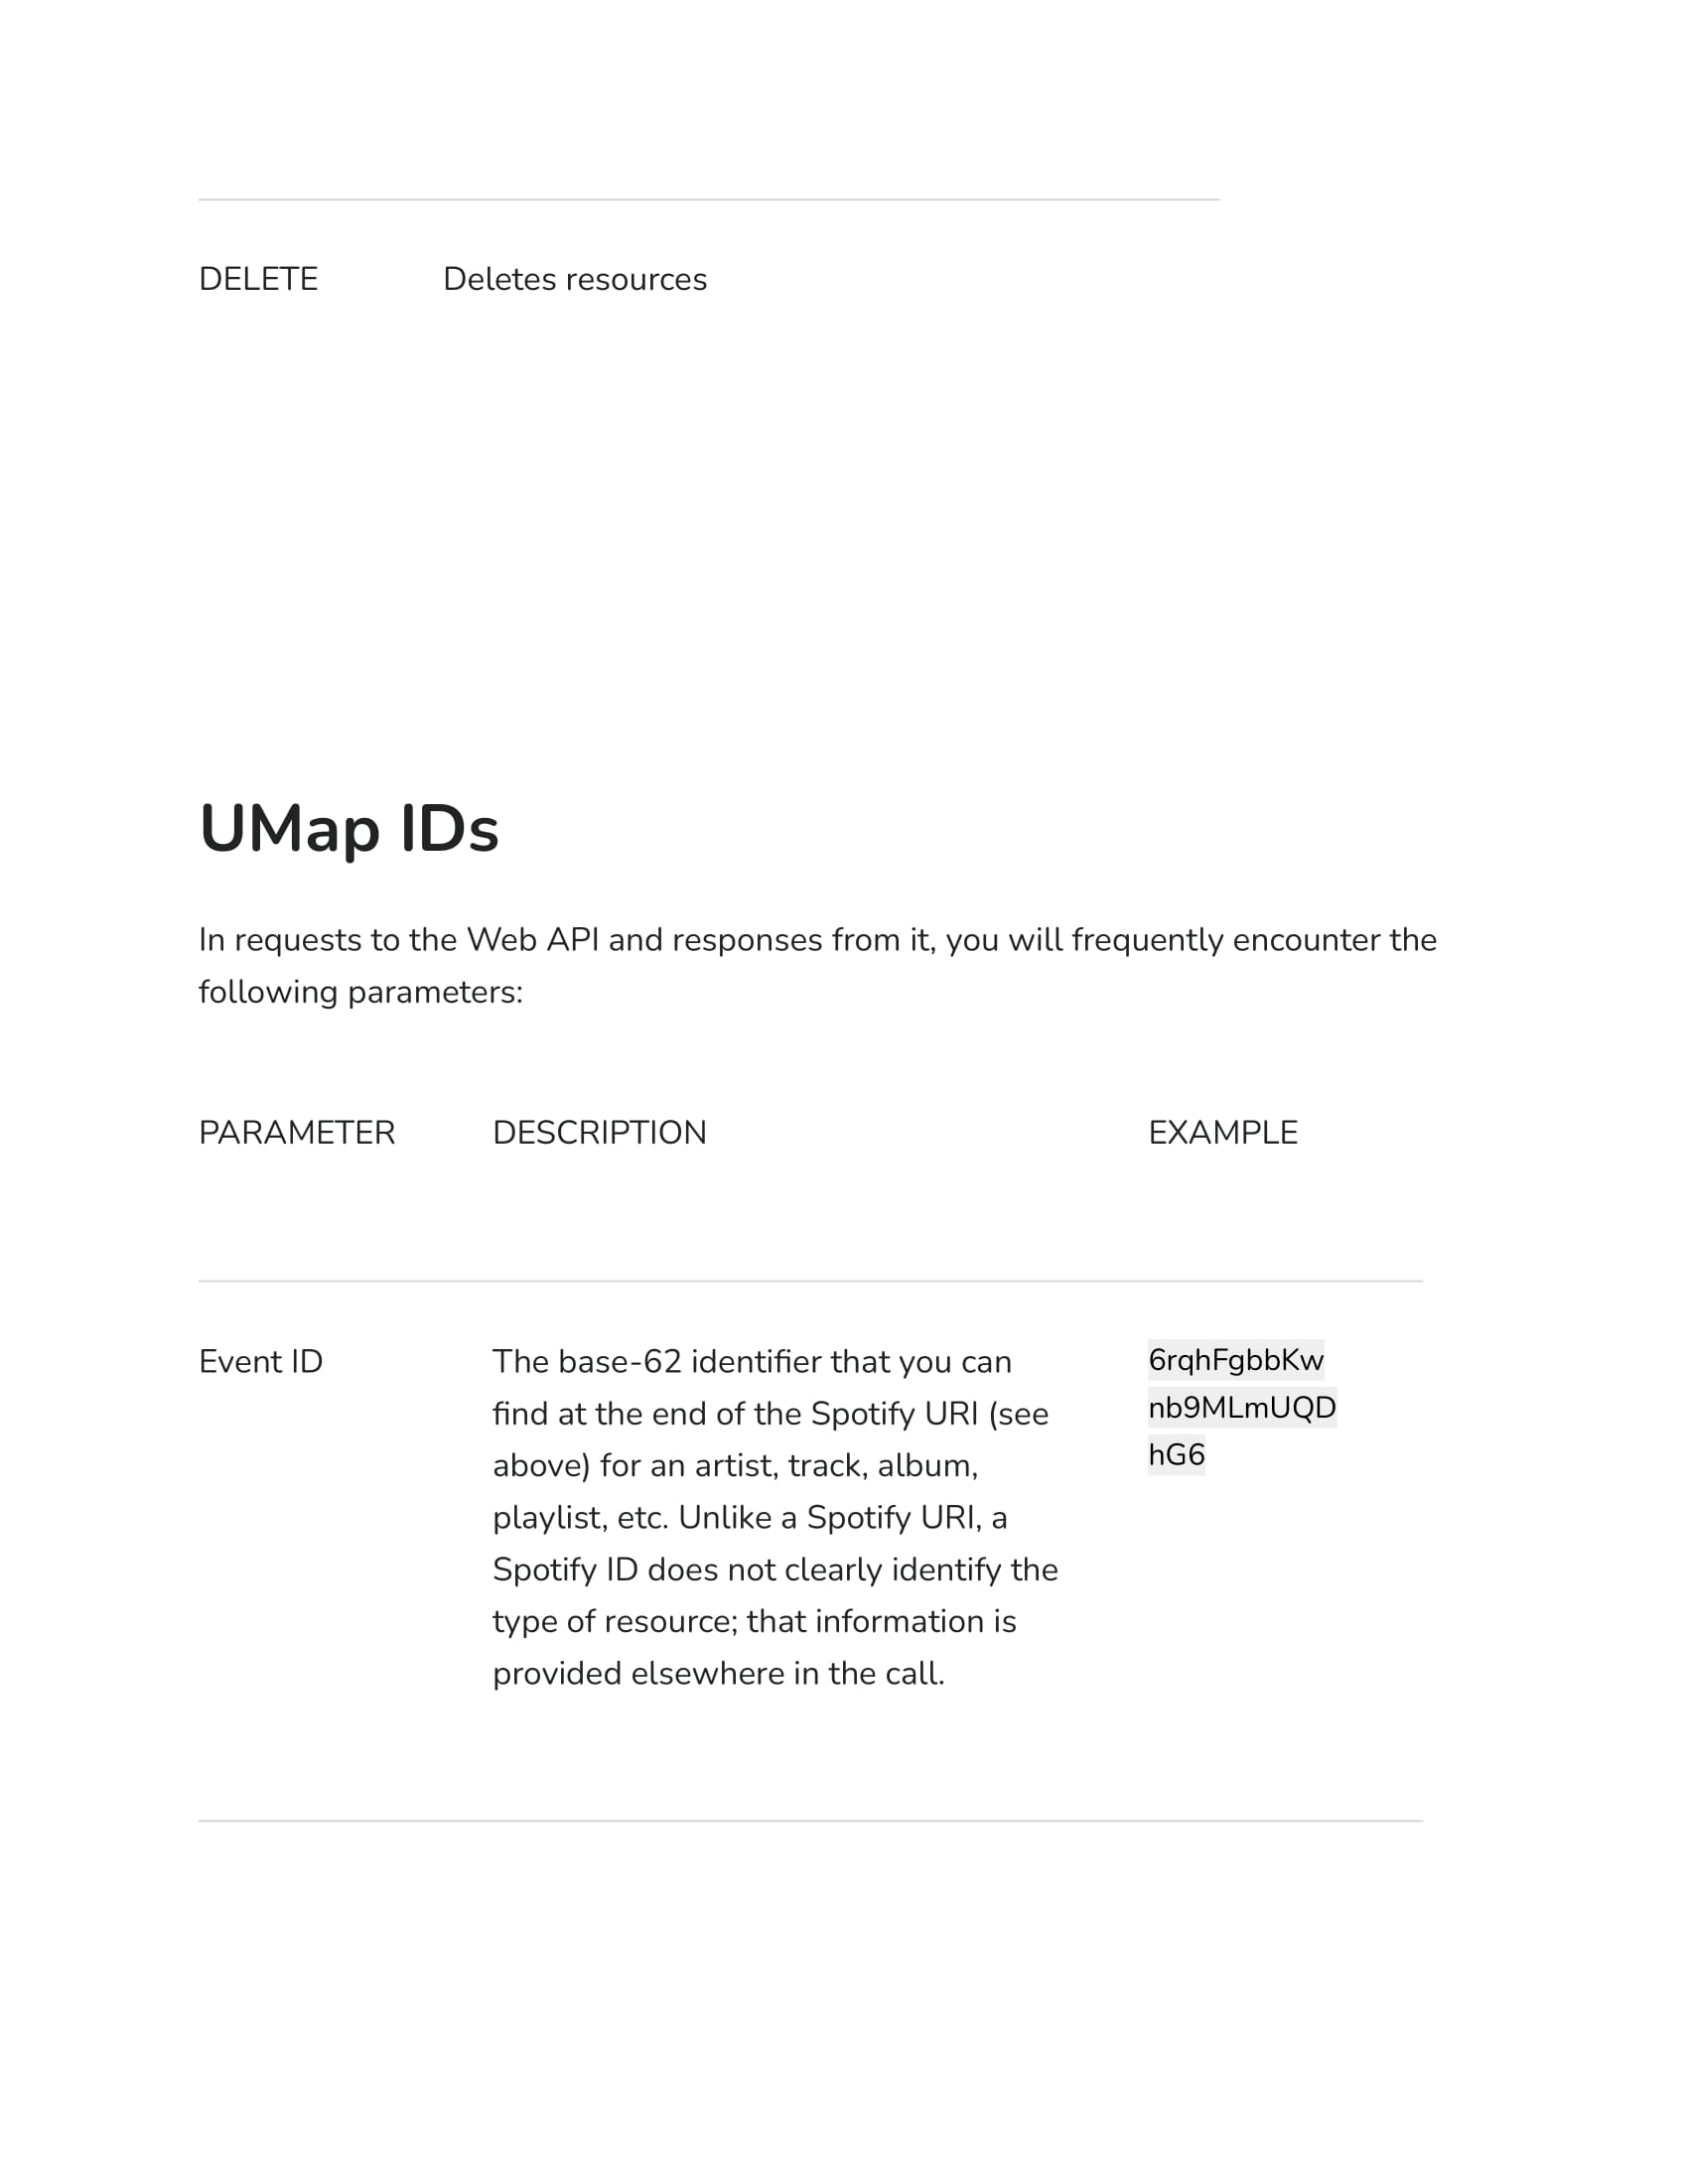 DELETE Deletes resources
UMap IDs
In requests to the Web API and responses from it, you will frequently encounter the
following parameters:
PARAMETER DESCRIPTION EXAMPLE
Event ID The base-62 identifier that you can 6rqhFgbbKw
find at the end of the Spotify URI (see nb9MLmUQD
above) for an artist, track, album, hG6
playlist, etc. Unlike a Spotify URI, a
Spotify ID does not clearly identify the
type of resource; that information is
provided elsewhere in the call.